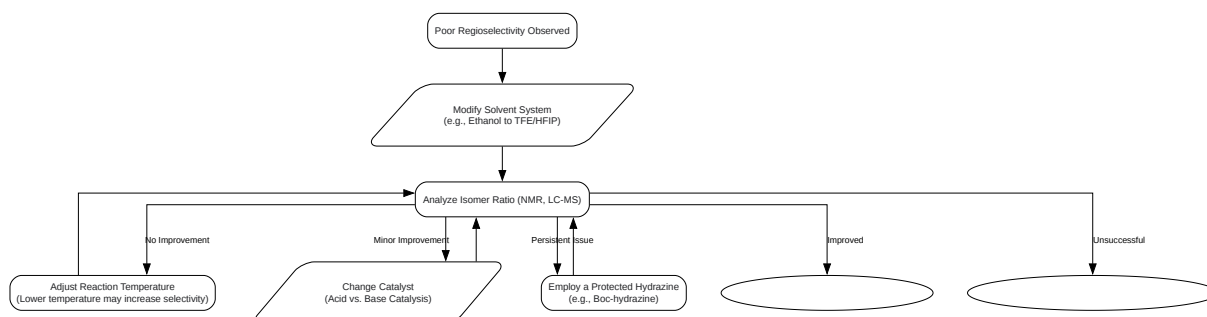 Poor Regioselectivity Observed
Modify Solvent System
(e.g., Ethanol to TFE/HFIP)
Analyze Isomer Ratio (NMR, LC-MS)
No Improvement
Minor Improvement
Persistent Issue
Improved
Unsuccessful
Adjust Reaction Temperature
(Lower temperature may increase selectivity)
Change Catalyst
(Acid vs. Base Catalysis)
Employ a Protected Hydrazine
(e.g., Boc-hydrazine)